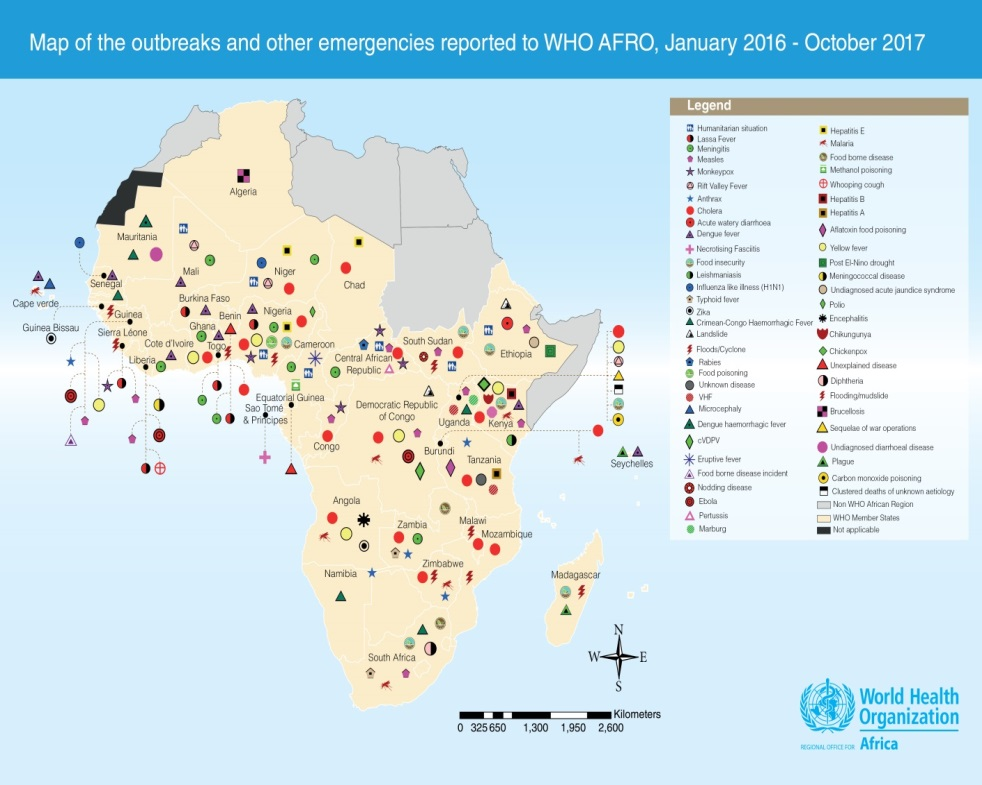 Map of the outbreaks and other emergencies reported to WHO AFRO, January 2016 - October 2017
Legend
Humanitarian situation
Lassa Fever
Meningitis
Measles
Monkeypox
Rift Valley Fever
Anthrax
Cholera
Acute watery diarrhoea
Dengue fever
Necrotising Fasciitis
Food insecurity
Leishmaniasis
Influenza like illness (H1N1)
Typhoid fever
Zika
Crimean-Congo Haemorrhagic Fever
Landslide
Floods/Cyclone
Rabies
Food poisoning
Unknown disease
VHF
Microcephaly
Dengue haemorrhagic fever
cVDPV
Eruptive fever
Food borne disease incident
Nodding disease
Ebola
Pertussis
Marburg
Hepatitis E
Malaria
Food borne disease
Methanol poisoning
Whooping cough
Hepatitis B
Hepatitis A
Aflatoxin food poisoning
Yellow fever
Post El-Nino drought
Meningococcal disease
Undiagnosed acute jaundice syndrome
Polio
Encephalitis
Chikungunya
Chickenpox
Unexplained disease
Diphtheria
Flooding/mudslide
Brucellosis
Sequelae of war operations
Undiagnosed diarrhoeal disease
Plague
Carbon monoxide poisoning
Clustered deaths of unknown aetiology
Non WHO African Region
WHO Member States
Not applicable
Algeria
Mauritania
Mali
Niger
Chad
Senegal
Cape verde
Burkina Faso
Guinea
Benin
Nigeria
Guinea Bissau
Sierra Léone
Ghana
Cote d'Ivoire
Togo
Cameroon
South Sudan
Ethiopia
Liberia
Central African
Republic
Equatorial Guinea
Sao Tomé
& Principes
Democratic Republic
of Congo
Uganda
Kenya
Congo
Burundi
Tanzania
Seychelles
Angola
Zambia
Malawi
Mozambique
Zimbabwe
Namibia
Madagascar
South Africa
N
W
E
S
Kilometers
0 325 650 1,300 1,950 2,600
World Health
Organization
REGIONAL OFFICE FOR Africa